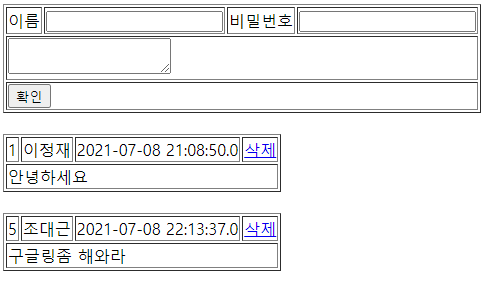 이름 비밀번호
확인
1 이정재 2021-07-08 21:08:50.0 삭제
안녕하세요
5 조대근 2021-07-08 22:13:37.0 삭제
구글링좀 해와라